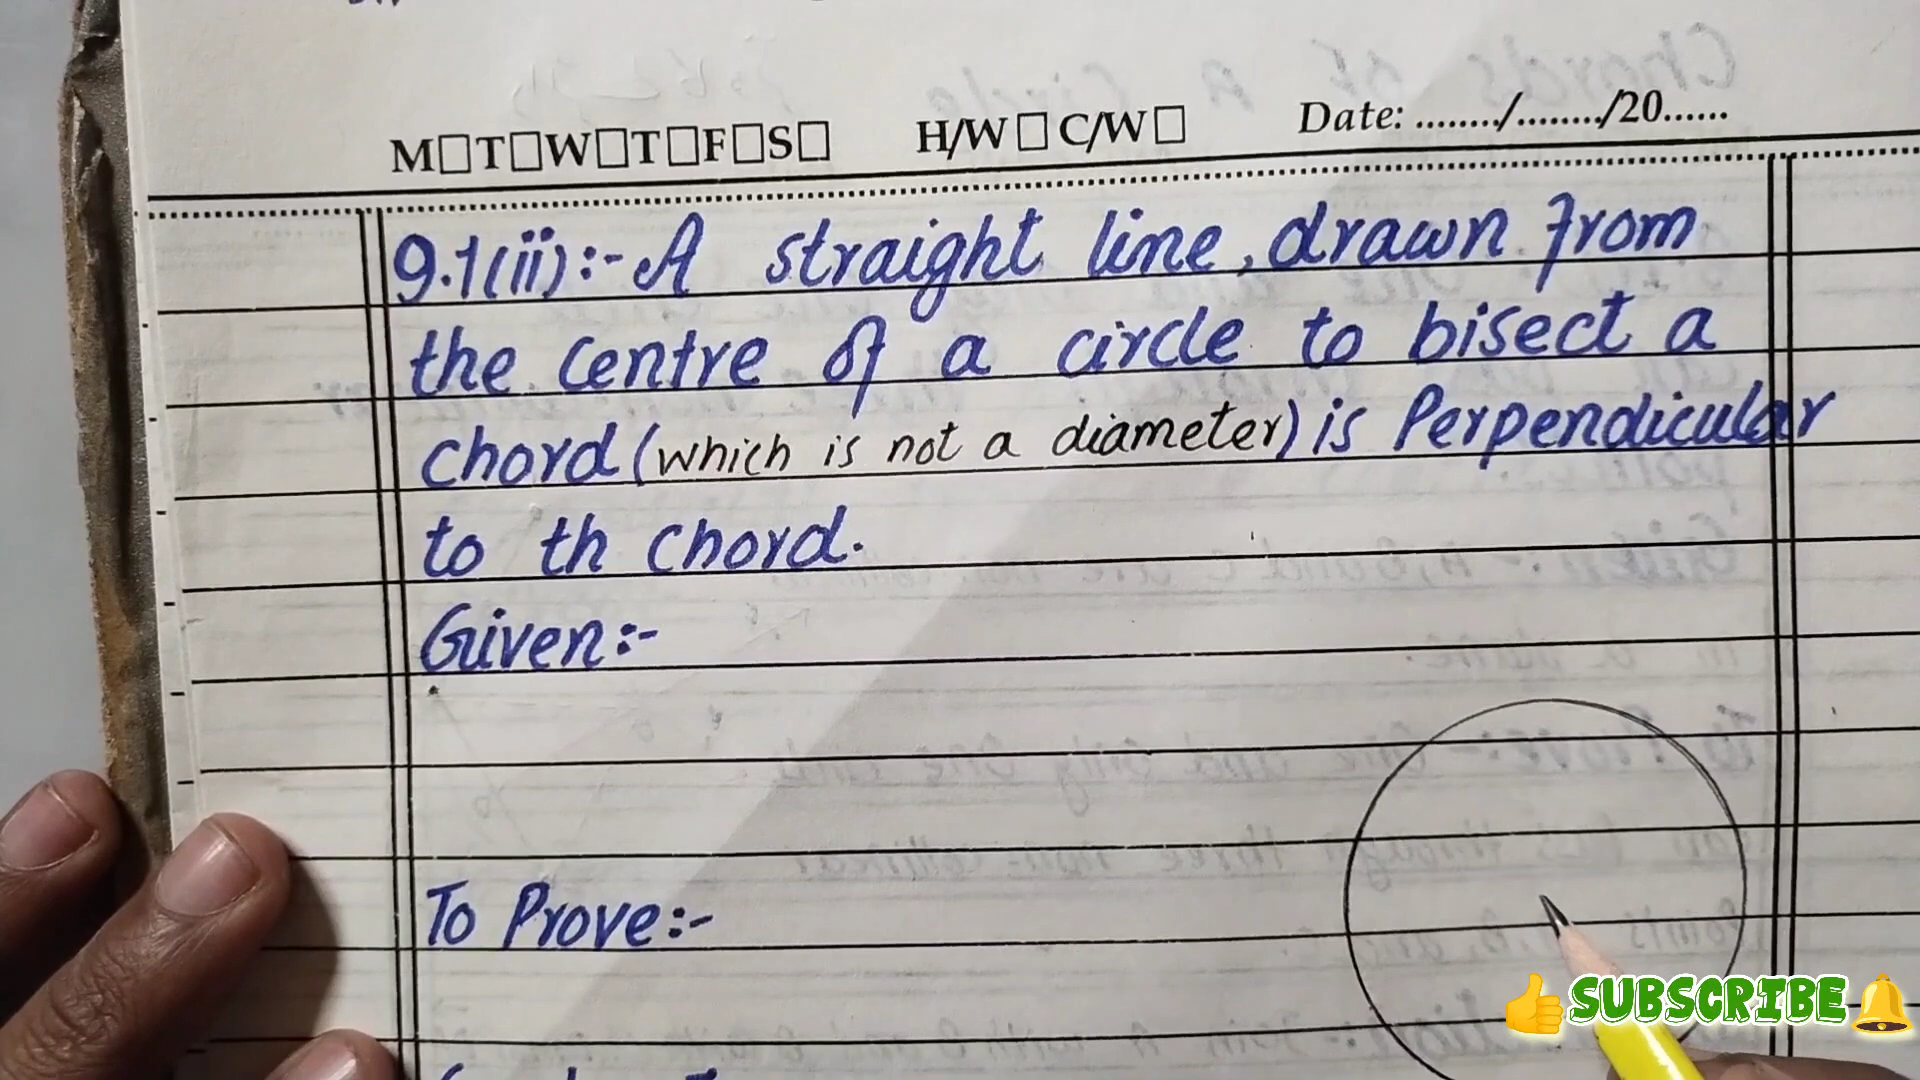 M□T□W□T□F□S□ H/W□ C/W□ Date: ......../......../20......
9.1(ii):- A straight line, drawn from
the centre of a circle to bisect a
chord (which is not a diameter) is Perpendicular
to th chord.
Given:-
To Prove:-
SUBSCRIBE